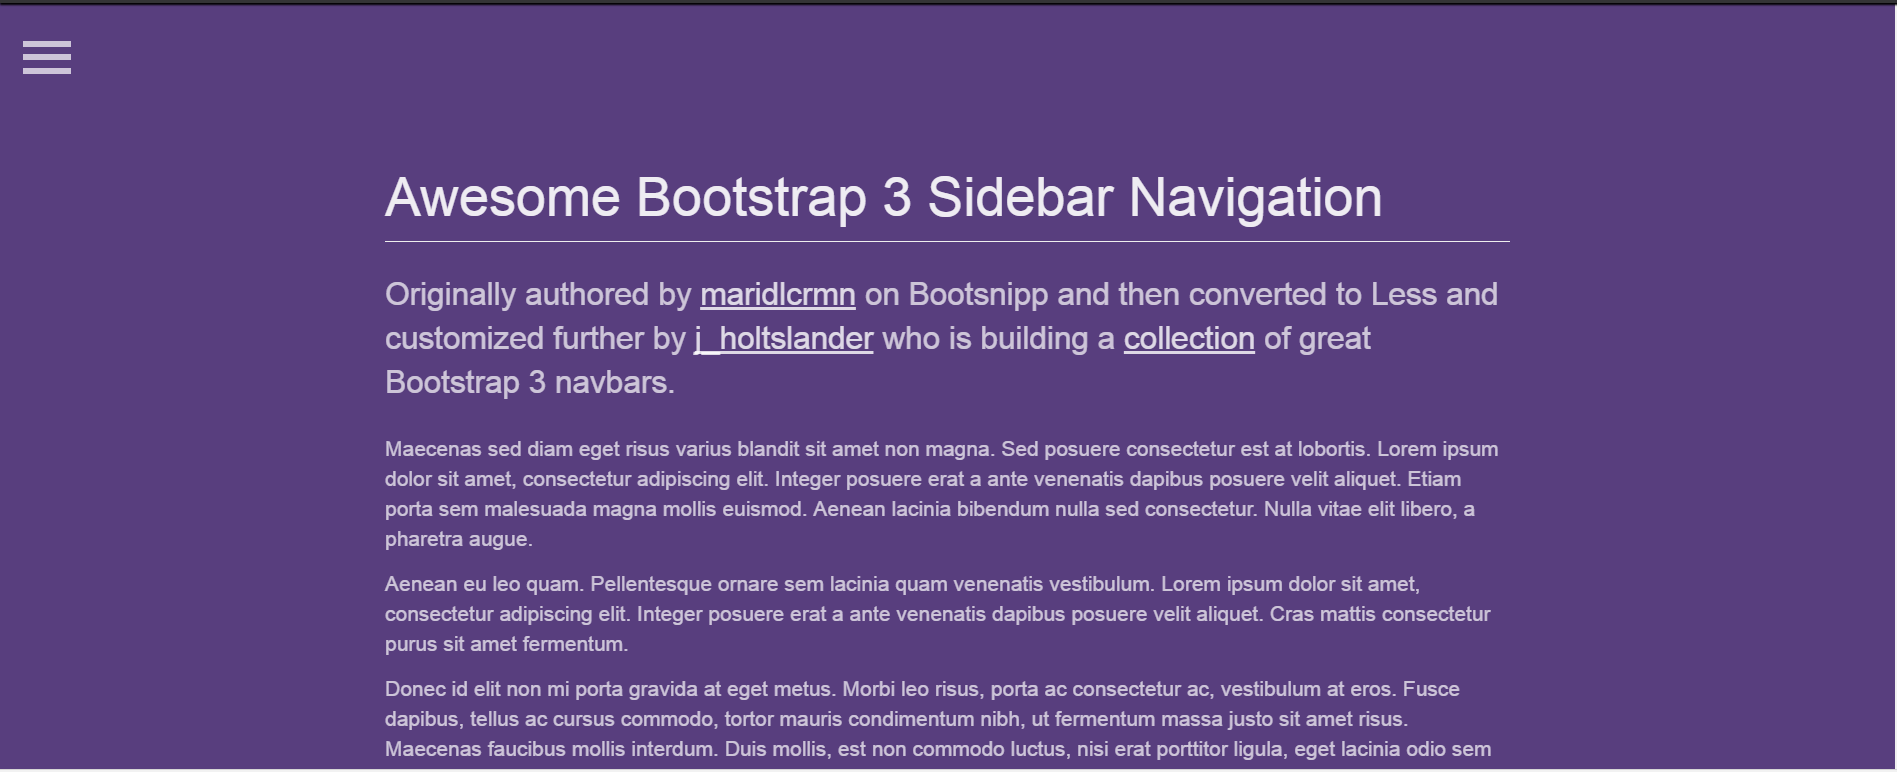 Awesome Bootstrap 3 Sidebar Navigation
Originally authored by maridlcrmn on Bootsnipp and then converted to Less and
customized further by j_holtslander who is building a collection of great
Bootstrap 3 navbars.
Maecenas sed diam eget risus varius blandit sit amet non magna. Sed posuere consectetur est at lobortis. Lorem ipsum
dolor sit amet, consectetur adipiscing elit. Integer posuere erat a ante venenatis dapibus posuere velit aliquet. Etiam
porta sem malesuada magna mollis euismod. Aenean lacinia bibendum nulla sed consectetur. Nulla vitae elit libero, a
pharetra augue.
Aenean eu leo quam. Pellentesque ornare sem lacinia quam venenatis vestibulum. Lorem ipsum dolor sit amet,
consectetur adipiscing elit. Integer posuere erat a ante venenatis dapibus posuere velit aliquet. Cras mattis consectetur
purus sit amet fermentum.
Donec id elit non mi porta gravida at eget metus. Morbi leo risus, porta ac consectetur ac, vestibulum at eros. Fusce
dapibus, tellus ac cursus commodo, tortor mauris condimentum nibh, ut fermentum massa justo sit amet risus.
Maecenas faucibus mollis interdum. Duis mollis, est non commodo luctus, nisi erat porttitor ligula, eget lacinia odio sem